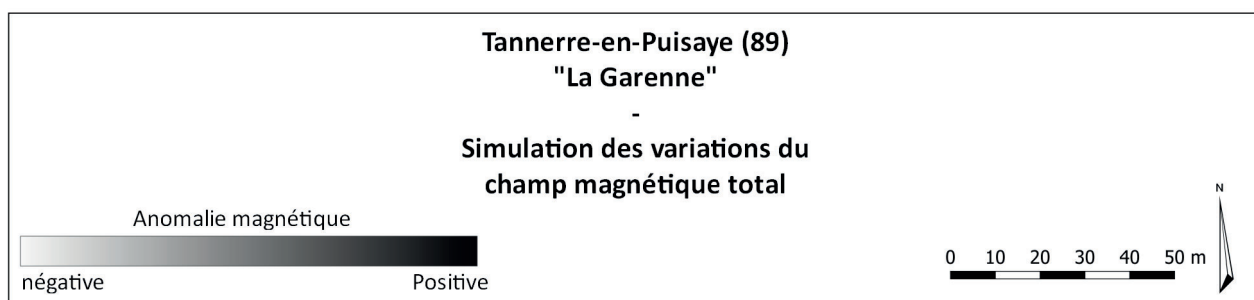 Tannerre-en-Puisaye (89)
"La Garenne"
-
Simulation des variations du
champ magnétique total
Anomalie magnétique
négative Positive
0 10 20 30 40 50 m
N